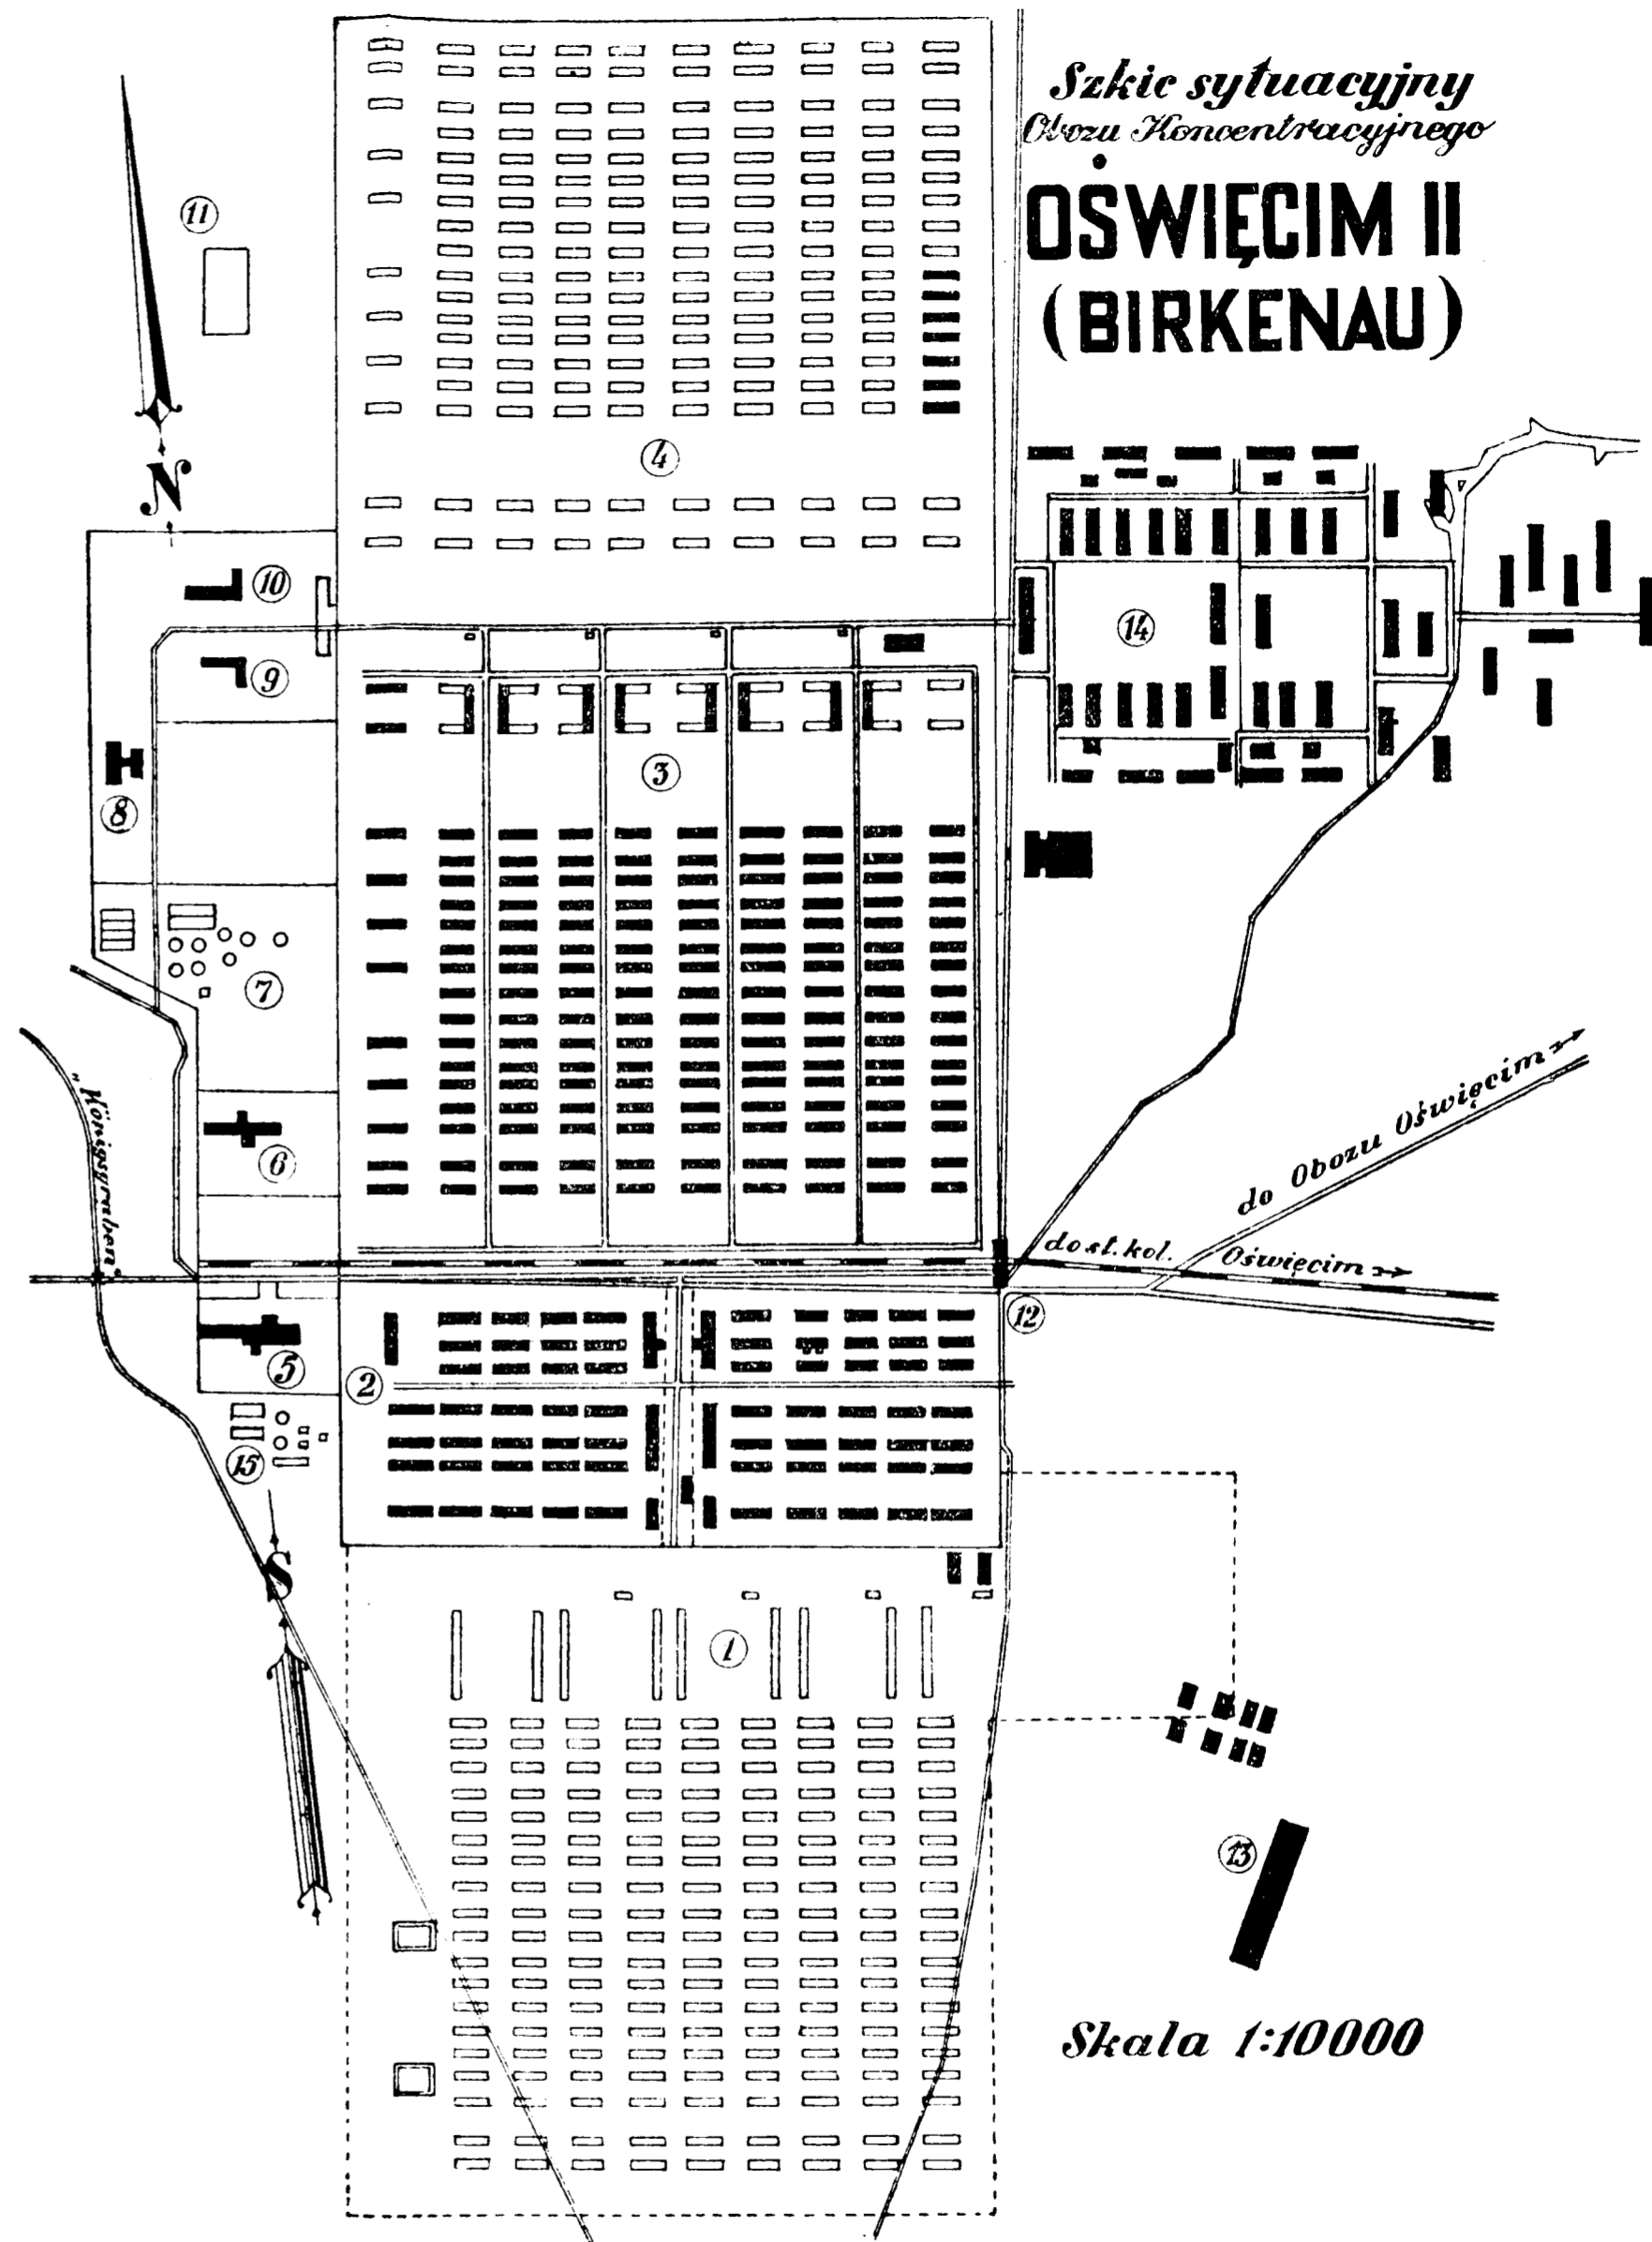 Szkic sytuacyjny
Obozu Koncentracyjnego
OŚWIĘCIM II
(BIRKENAU)
11
N
4
10
14
9
3
8
7
"Königsgraben"
6
do Obozu Oświęcim
do st. kol. Oświęcim
12
5
2
15
S
1
13
Skala 1:10000